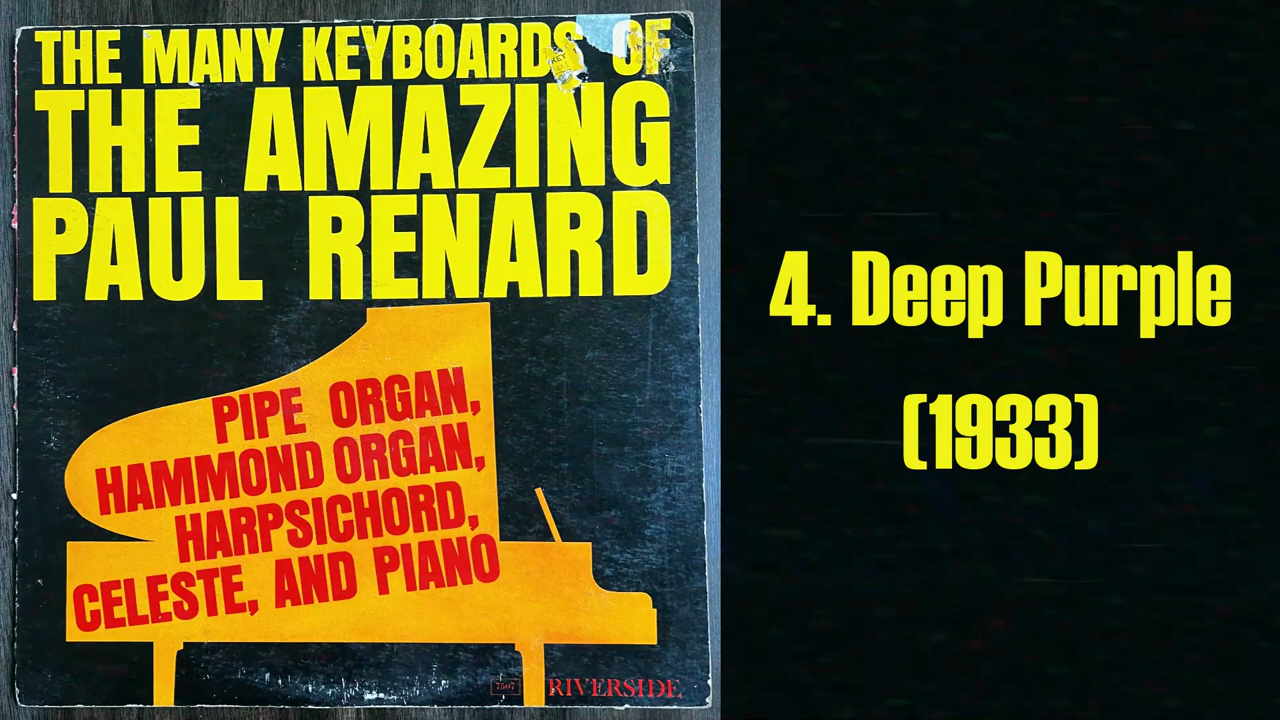 THE MANY KEYBOARDS OF
THE AMAZING
PAUL RENARD
PIPE ORGAN,
HAMMOND ORGAN,
HARPSICHORD,
CELESTE, AND PIANO
7507 RIVERSIDE
4. Deep Purple
(1933)